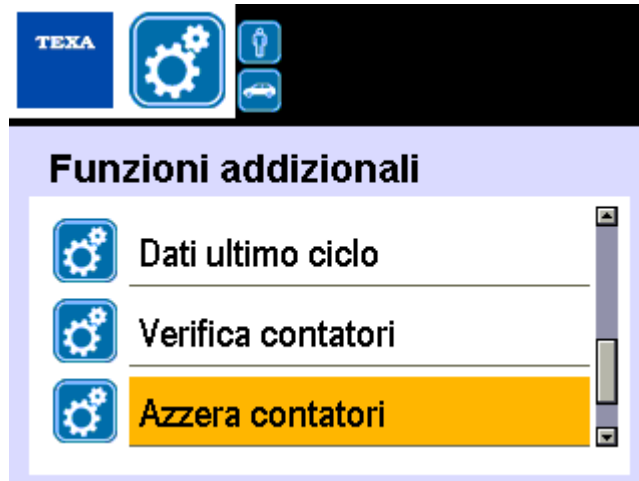 TEXA
Funzioni addizionali
Dati ultimo ciclo
Verifica contatori
Azzera contatori